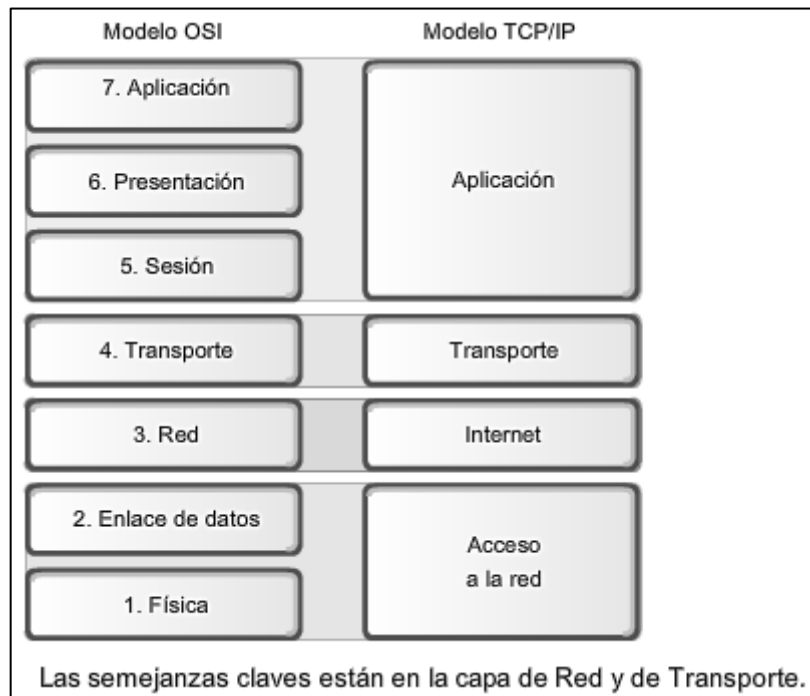 Modelo OSI
Modelo TCP/IP
7. Aplicación
6. Presentación
5. Sesión
4. Transporte
3. Red
2. Enlace de datos
1. Física
Aplicación
Transporte
Internet
Acceso
a la red
Las semejanzas claves están en la capa de Red y de Transporte.